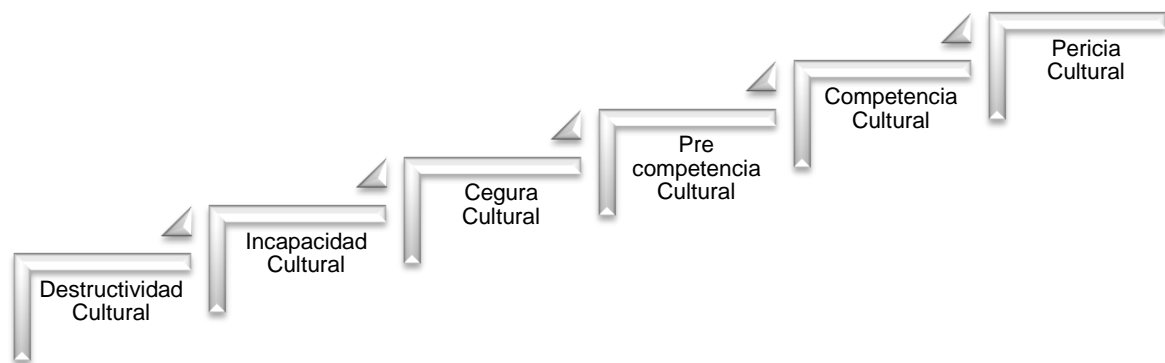 Destructividad
Cultural
Incapacidad
Cultural
Cegura
Cultural
Pre
competencia
Cultural
Competencia
Cultural
Pericia
Cultural